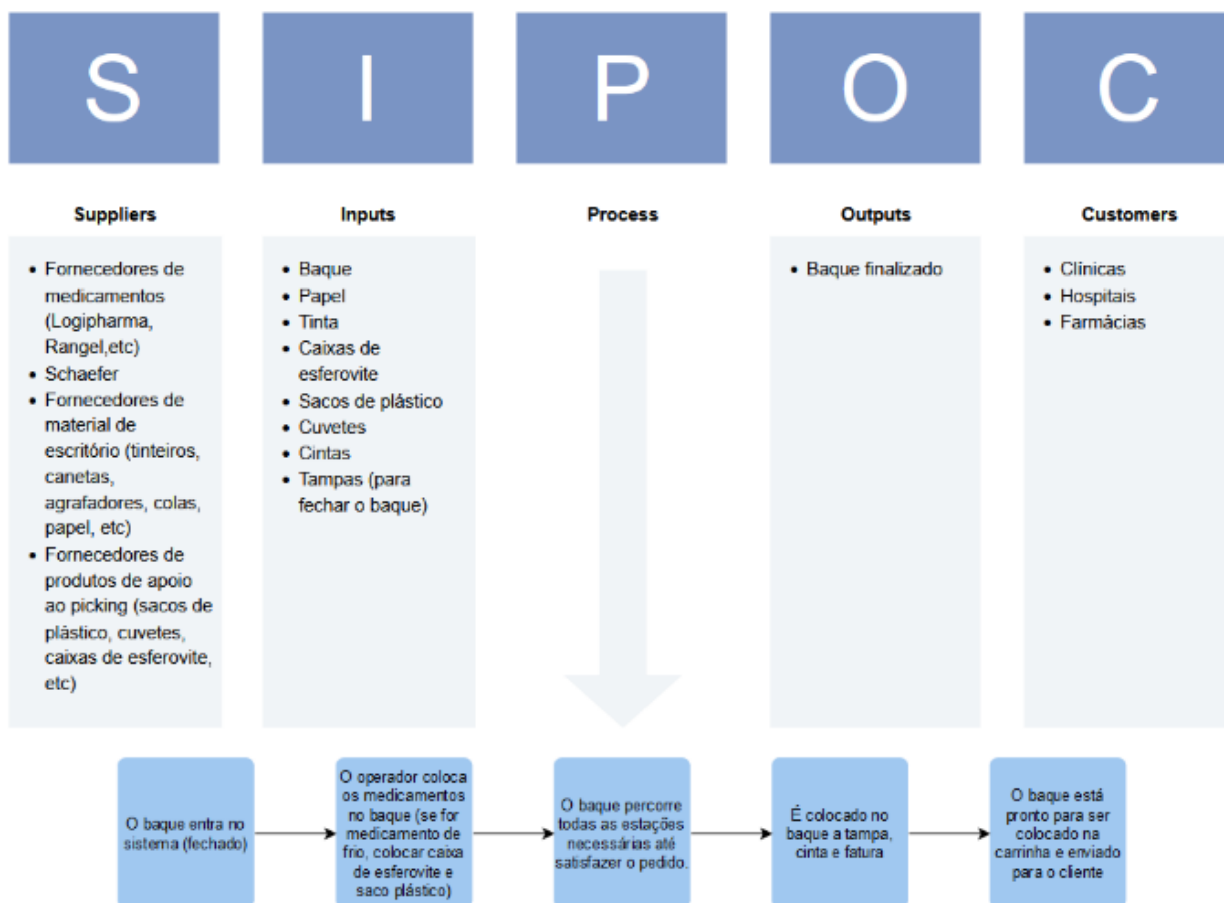 S
I
P
O
C
Suppliers
Inputs
Process
Outputs
Customers
• Fornecedores de
medicamentos
(Logipharma,
Rangel,etc)
• Schaefer
• Fornecedores de
material de
escritório (tinteiros,
canetas,
agrafadores, colas,
papel, etc)
• Fornecedores de
produtos de apoio
ao picking (sacos de
plástico, cuvetes,
caixas de esferovite,
etc)
• Baque
• Papel
• Tinta
• Caixas de
esferovite
• Sacos de plástico
• Cuvetes
• Cintas
• Tampas (para
fechar o baque)
• Baque finalizado
• Clínicas
• Hospitais
• Farmácias
O baque entra no
sistema (fechado)
O operador coloca
os medicamentos
no baque (se for
medicamento de
frio, colocar caixa
de esferovite e
saco plástico)
O baque percorre
todas as estações
necessárias até
satisfazer o pedido.
É colocado no
baque a tampa,
cinta e fatura
O baque está
pronto para ser
colocado na
carrinha e enviado
para o cliente